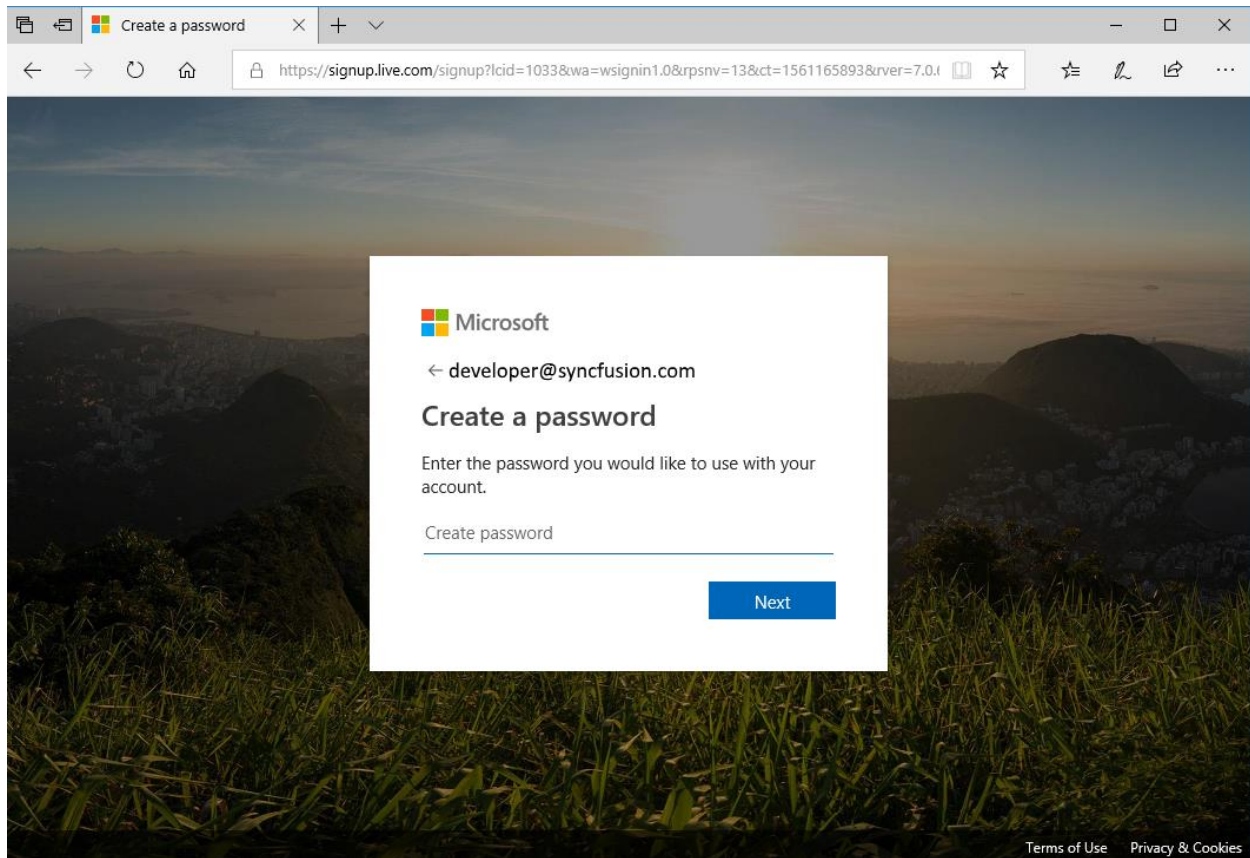 Create a passwo
https://signup.live.com/signup?lcid=1033&wa=wsignin1.0&rpsnv=13&ct=1561165893&rver=7.0.
Microsoft
← developer@syncfusion.com
Create a password
Enter the password you would like to use with your
account.
Create password
Next
Terms of Use Privacy & Cookies